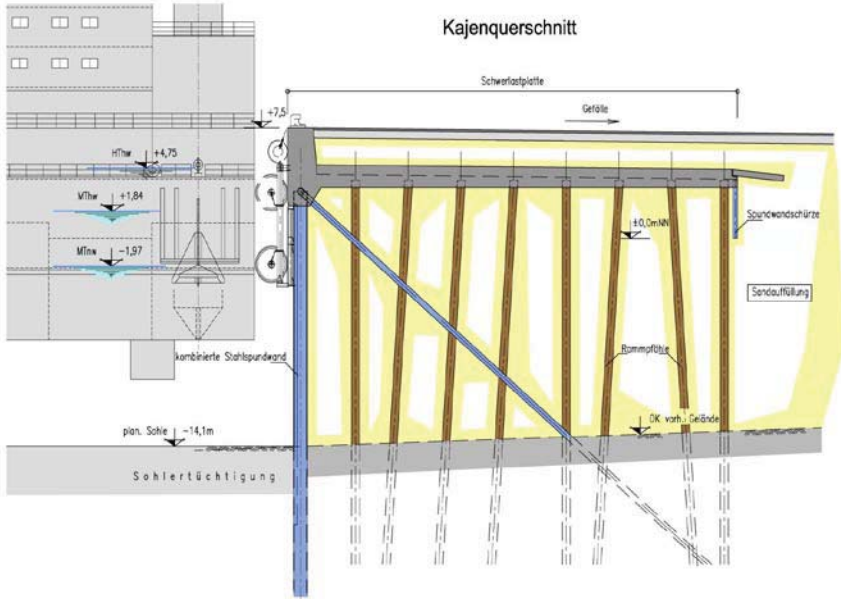 Kajenquerschnitt
Schwerlastplatte
Gefälle
+7,5
HThw +4,75
MThw +1,84
±0,0mNN
Spundwandschürze
MTnw -1,97
Sandauffüllung
kombinierte Stahlspundwand
Rammpfähle
plan. Sohle -14,1m
OK vorh. Gelände
Sohlertüchtigung